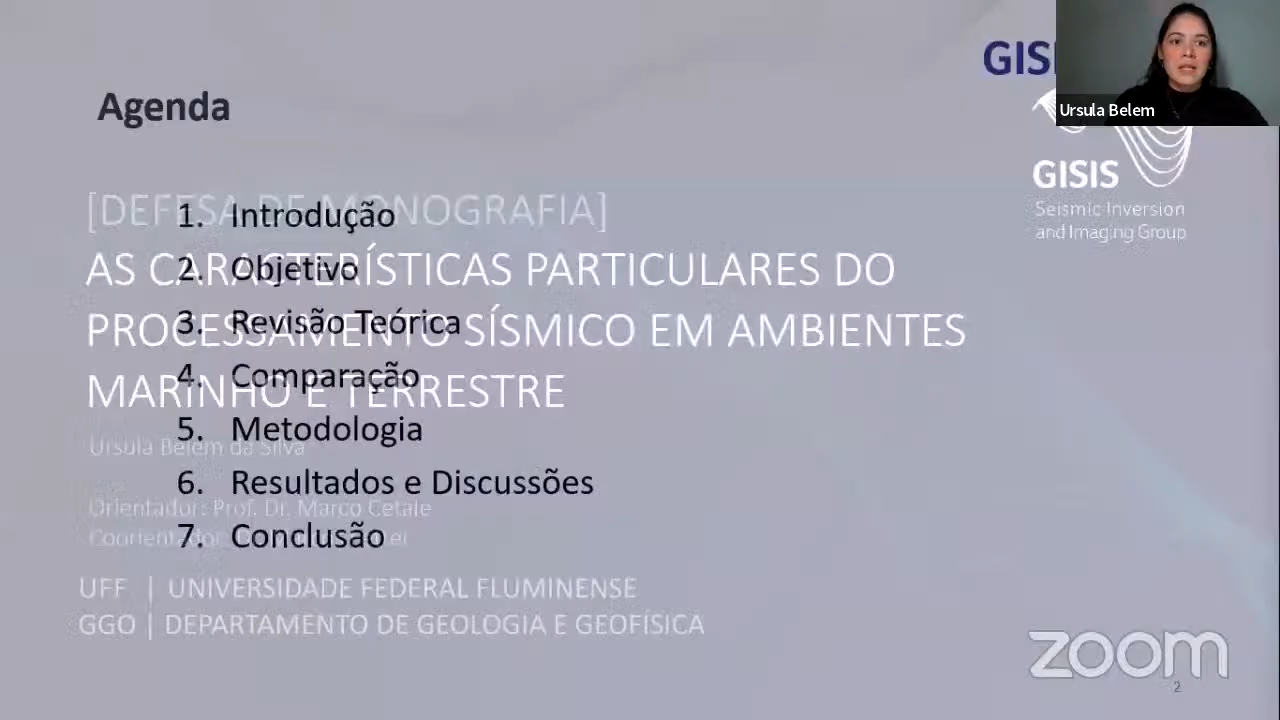 GISI
Ursula Belem
Agenda
GISIS
Seismic Inversion
and Imaging Group
[DEFESA DE MONOGRAFIA]
1. Introdução
AS CARACTERÍSTICAS PARTICULARES DO
2. Objetivo
3. Revisão Teórica
PROCESSAMENTO SÍSMICO EM AMBIENTES
4. Comparação
MARINHO E TERRESTRE
5. Metodologia
Ursula Belem da Silva
6. Resultados e Discussões
Orientador: Prof. Dr. Marco Cetale
Coorientador:
7. Conclusão
UFF | UNIVERSIDADE FEDERAL FLUMINENSE
GGO | DEPARTAMENTO DE GEOLOGIA E GEOFÍSICA
zoom
2